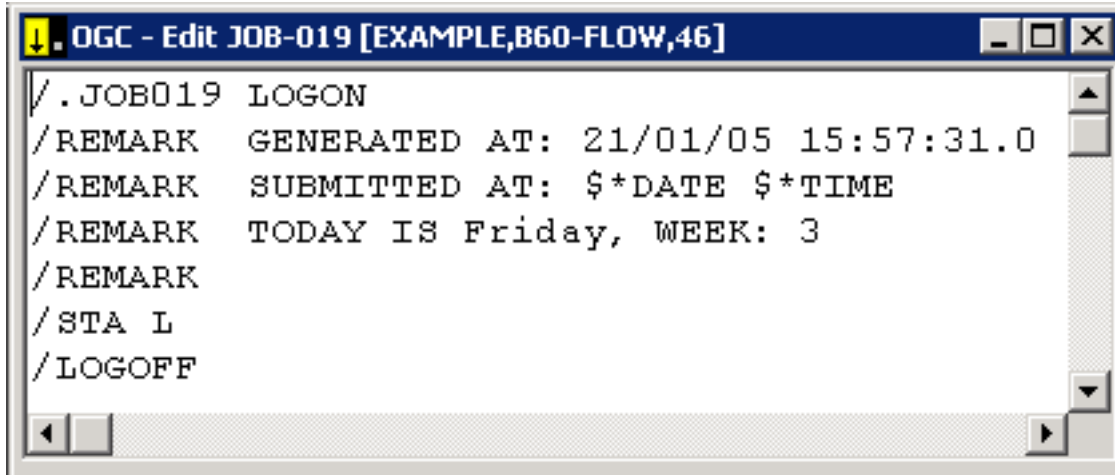 OGC - Edit JOB-019 [EXAMPLE,B60-FLOW,46]
/.JOB019 LOGON
/REMARK  GENERATED AT: 21/01/05 15:57:31.0
/REMARK  SUBMITTED AT: $*DATE $*TIME
/REMARK  TODAY IS Friday, WEEK: 3
/REMARK
/STA L
/LOGOFF